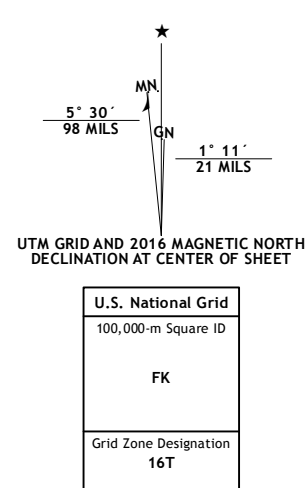 ★
MN.
5° 30´
98 MILS
GN
1° 11´
21 MILS
UTM GRID AND 2016 MAGNETIC NORTH
DECLINATION AT CENTER OF SHEET
U.S. National Grid
100,000-m Square ID
FK
Grid Zone Designation
16T